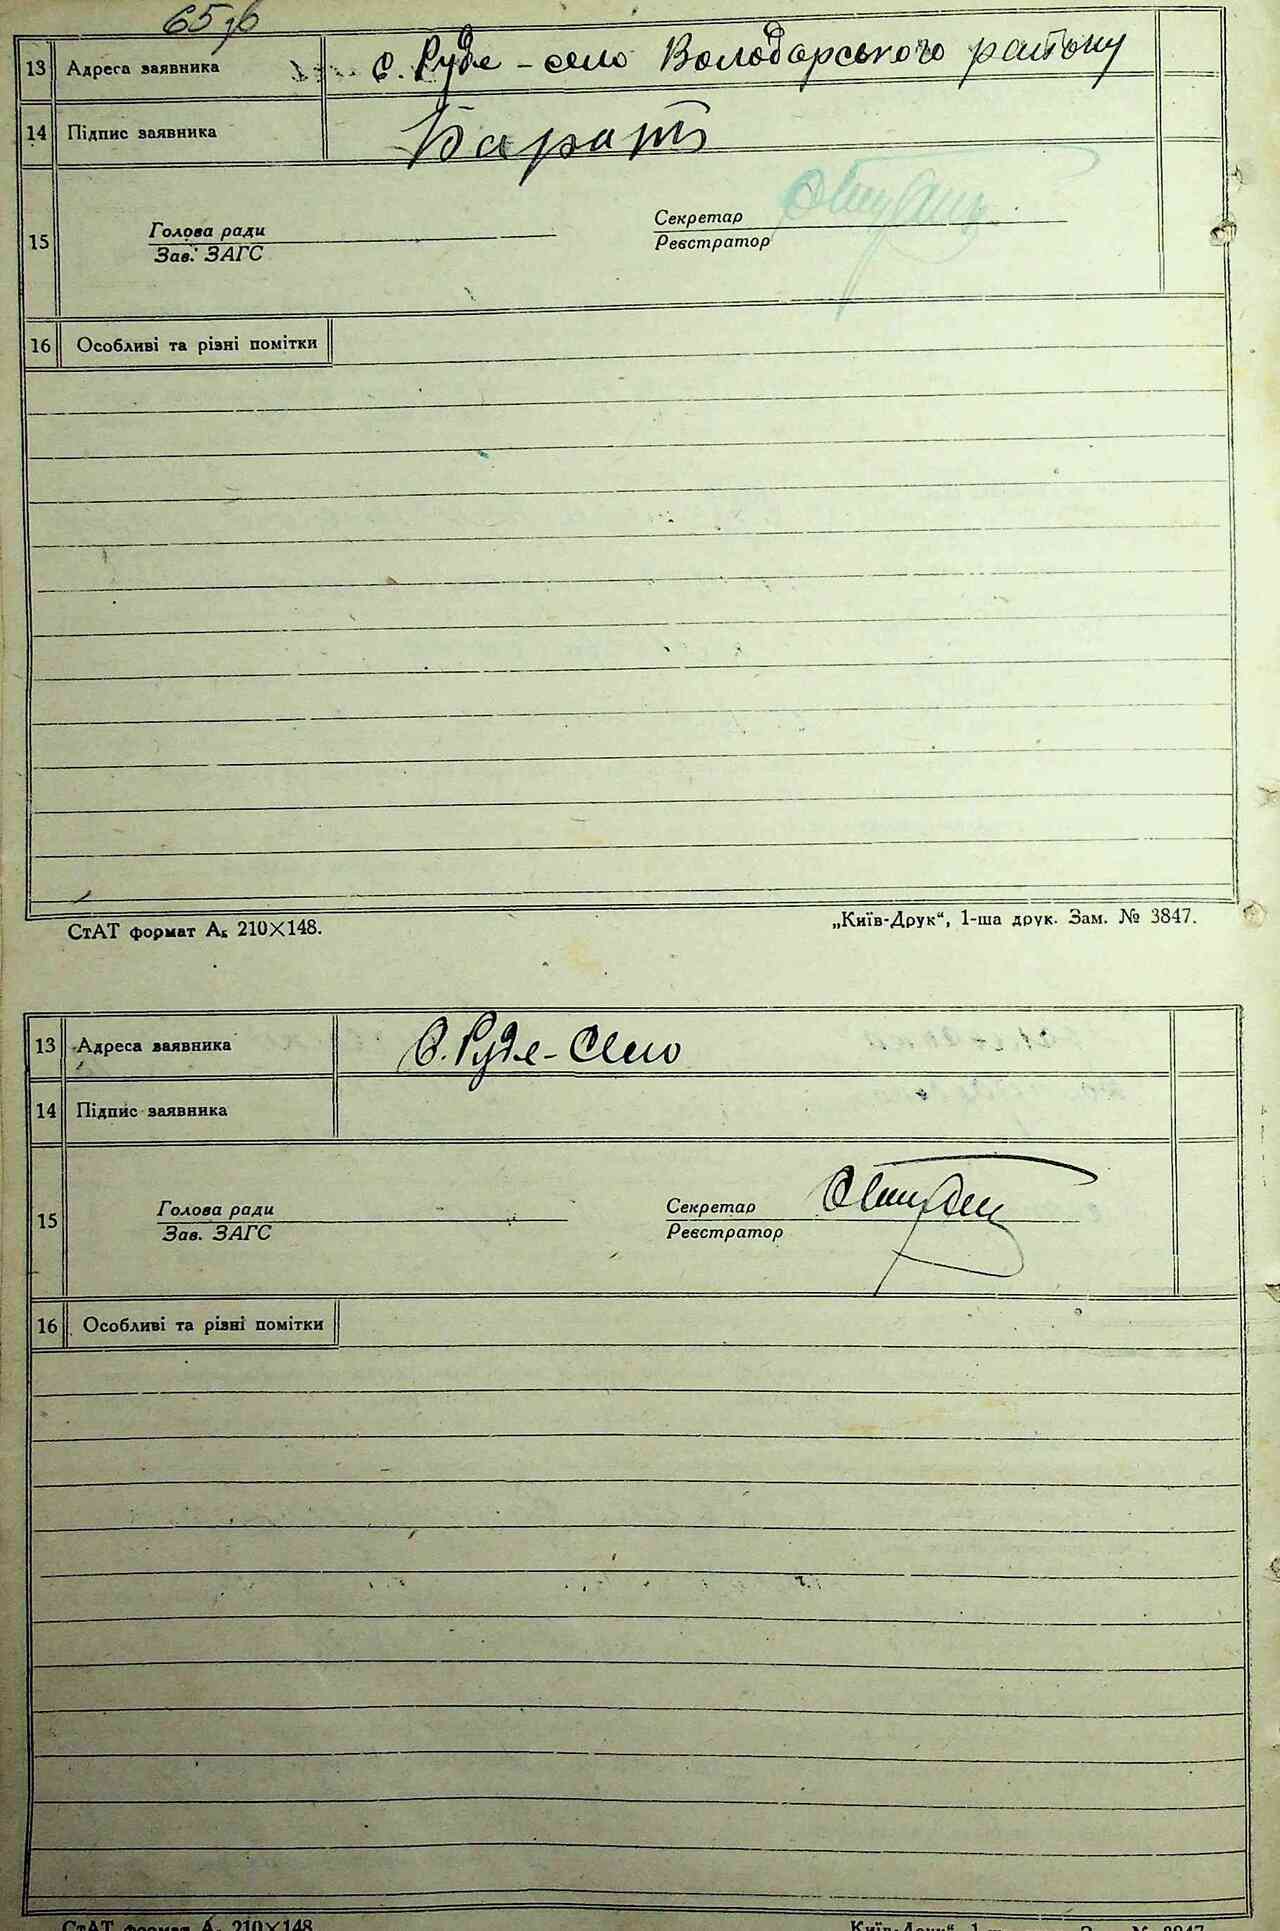 65 зв
13 Адреса заявника с. Руде-село Володарського району
14 Підпис заявника
Секретар
Голова ради
15
Реєстратор
Зав. ЗАГС
16 Особливі та різні помітки
СтАТ формат А₅ 210×148.
„Київ-Друк“, 1-ша друк. Зам. № 3847.
13 Адреса заявника С. Руде-Село
14 Підпис заявника
Голова ради Секретар
15
Зав. ЗАГС Реєстратор
16 Особливі та різні помітки
СтАТ формат А₅ 210×148